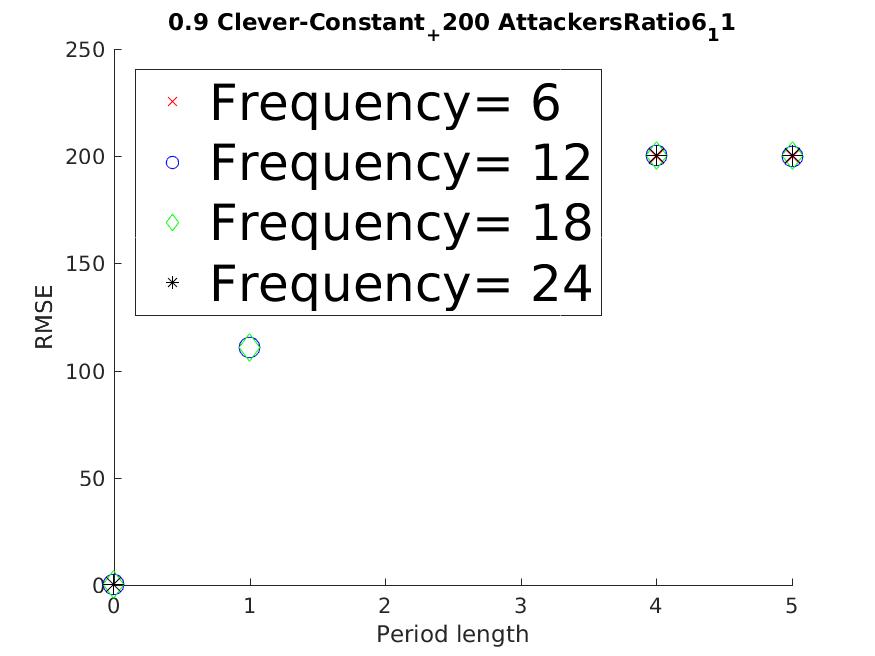 0.9 Clever-Constant+200 AttackersRatio611
250
200
150
100
50
0
RMSE
Frequency= 6
Frequency= 12
Frequency= 18
Frequency= 24
0 1 2 3 4 5
Period length